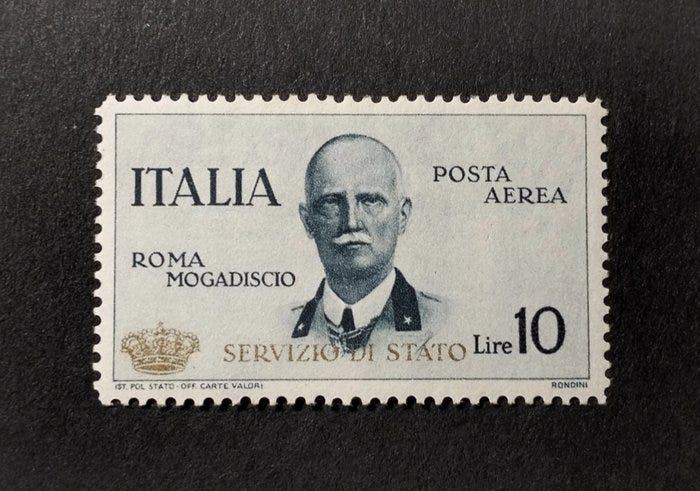 ITALIA
POSTA
AEREA
ROMA
MOGADISCIO
SERVIZIO DI STATO
Lire 10
IST. POL. STATO - OFF. CARTE VALORI
RONDINI